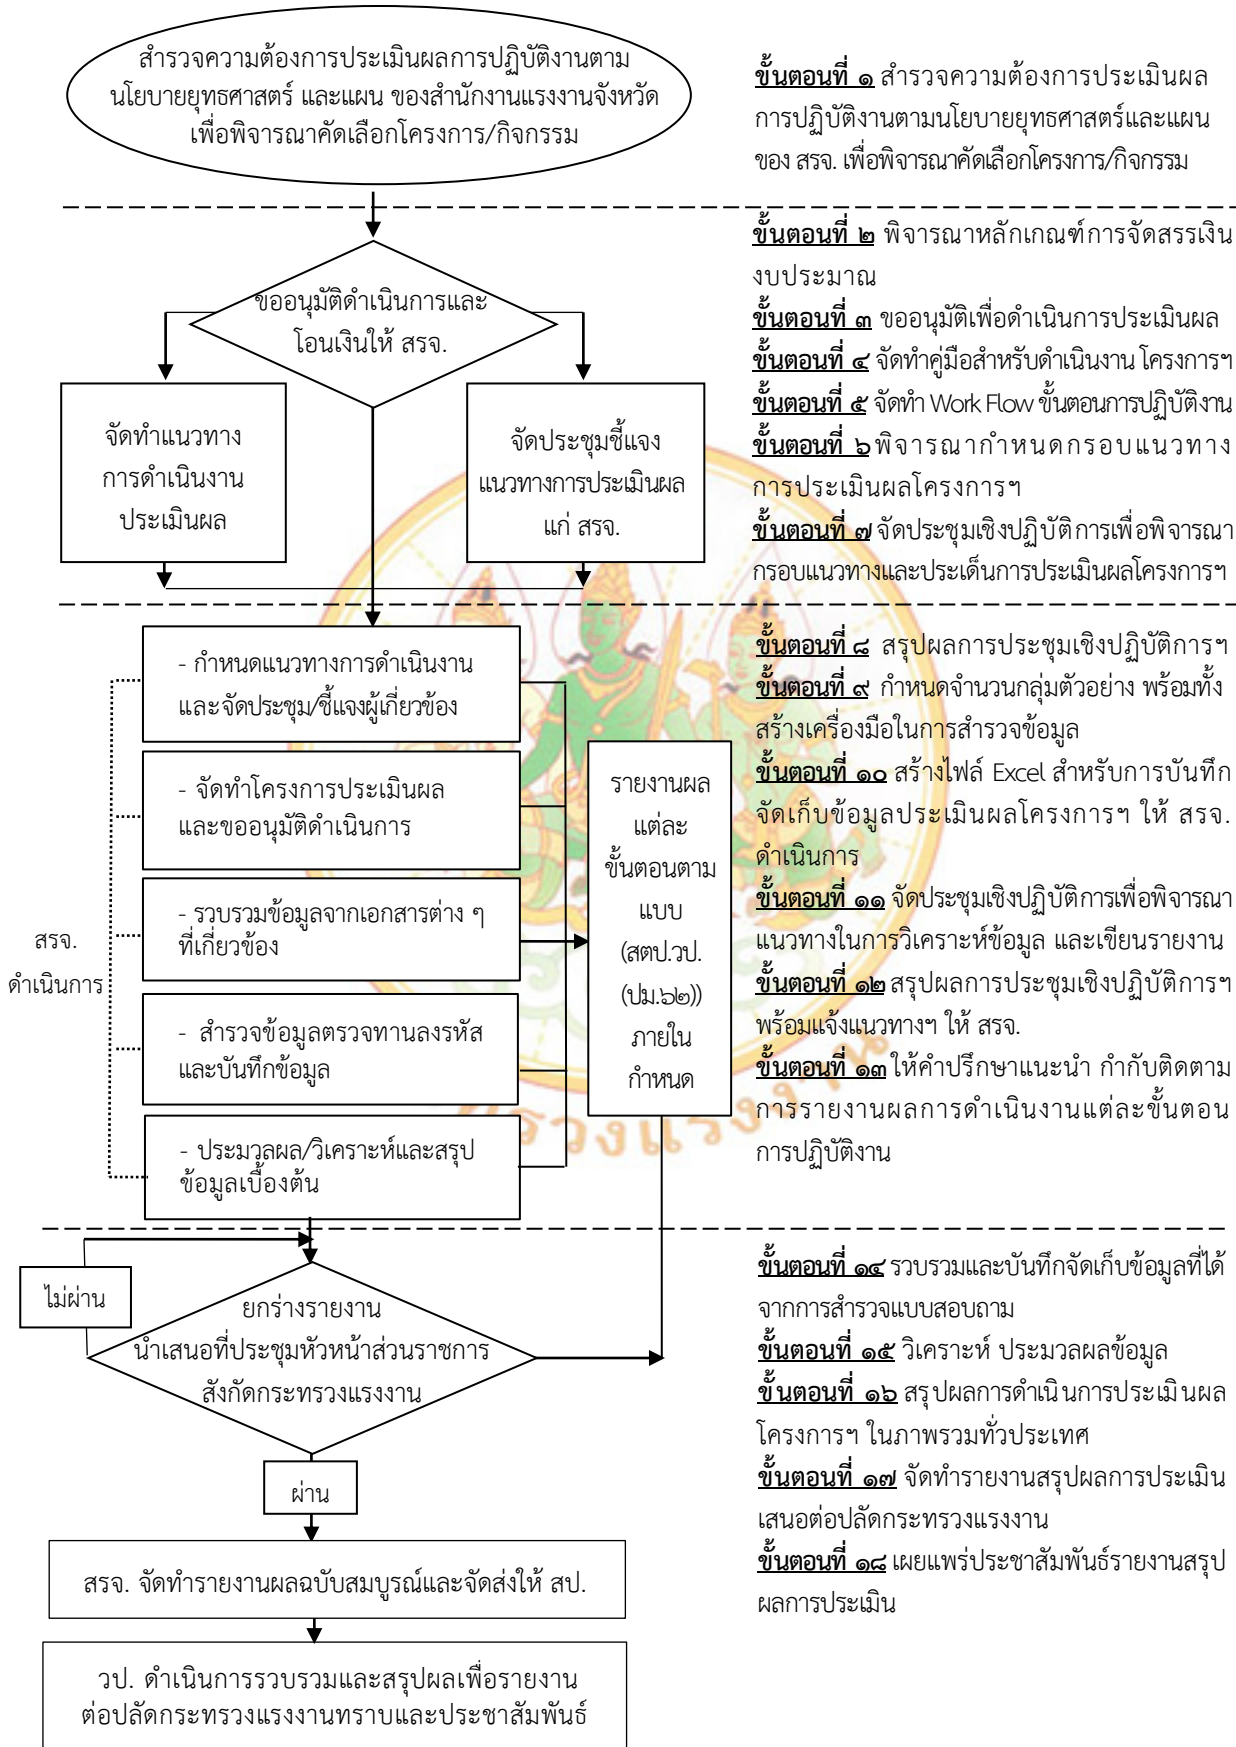 สำรวจความต้องการประเมินผลการปฏิบัติงานตาม
นโยบายยุทธศาสตร์ และแผน ของสำนักงานแรงงานจังหวัด
เพื่อพิจารณาคัดเลือกโครงการ/กิจกรรม
ขั้นตอนที่ ๑ สำรวจความต้องการประเมินผล
การปฏิบัติงานตามนโยบายยุทธศาสตร์และแผน
ของ สรจ. เพื่อพิจารณาคัดเลือกโครงการ/กิจกรรม
ขออนุมัติดำเนินการและ
โอนเงินให้ สรจ.
จัดทำแนวทาง
การดำเนินงาน
ประเมินผล
จัดประชุมชี้แจง
แนวทางการประเมินผล
แก่ สรจ.
ขั้นตอนที่ ๒ พิจารณาหลักเกณฑ์การจัดสรรเงิน
งบประมาณ
ขั้นตอนที่ ๓ ขออนุมัติเพื่อดำเนินการประเมินผล
ขั้นตอนที่ ๔ จัดทำคู่มือสำหรับดำเนินงาน โครงการฯ
ขั้นตอนที่ ๕ จัดทำ Work Flow ขั้นตอนการปฏิบัติงาน
ขั้นตอนที่ ๖ พิจารณากำหนดกรอบแนวทาง
การประเมินผลโครงการฯ
ขั้นตอนที่ ๗ จัดประชุมเชิงปฏิบัติการเพื่อพิจารณา
กรอบแนวทางและประเด็นการประเมินผลโครงการฯ
สรจ.
ดำเนินการ
- กำหนดแนวทางการดำเนินงาน
และจัดประชุม/ชี้แจงผู้เกี่ยวข้อง
- จัดทำโครงการประเมินผล
และขออนุมัติดำเนินการ
- รวบรวมข้อมูลจากเอกสารต่าง ๆ
ที่เกี่ยวข้อง
- สำรวจข้อมูลตรวจทานลงรหัส
และบันทึกข้อมูล
- ประมวลผล/วิเคราะห์และสรุป
ข้อมูลเบื้องต้น
รายงานผล
แต่ละ
ขั้นตอนตาม
แบบ
(สตป.วป.
(ปม.๖๒))
ภายใน
กำหนด
กระทรวงแรงงาน
ขั้นตอนที่ ๘ สรุปผลการประชุมเชิงปฏิบัติการฯ
ขั้นตอนที่ ๙ กำหนดจำนวนกลุ่มตัวอย่าง พร้อมทั้ง
สร้างเครื่องมือในการสำรวจข้อมูล
ขั้นตอนที่ ๑๐ สร้างไฟล์ Excel สำหรับการบันทึก
จัดเก็บข้อมูลประเมินผลโครงการฯ ให้ สรจ.
ดำเนินการ
ขั้นตอนที่ ๑๑ จัดประชุมเชิงปฏิบัติการเพื่อพิจารณา
แนวทางในการวิเคราะห์ข้อมูล และเขียนรายงาน
ขั้นตอนที่ ๑๒ สรุปผลการประชุมเชิงปฏิบัติการฯ
พร้อมแจ้งแนวทางฯ ให้ สรจ.
ขั้นตอนที่ ๑๓ ให้คำปรึกษาแนะนำ กำกับติดตาม
การรายงานผลการดำเนินงานแต่ละขั้นตอน
การปฏิบัติงาน
ไม่ผ่าน
ยกร่างรายงาน
นำเสนอที่ประชุมหัวหน้าส่วนราชการ
สังกัดกระทรวงแรงงาน
ผ่าน
สรจ. จัดทำรายงานผลฉบับสมบูรณ์และจัดส่งให้ สป.
วป. ดำเนินการรวบรวมและสรุปผลเพื่อรายงาน
ต่อปลัดกระทรวงแรงงานทราบและประชาสัมพันธ์
ขั้นตอนที่ ๑๔ รวบรวมและบันทึกจัดเก็บข้อมูลที่ได้
จากการสำรวจแบบสอบถาม
ขั้นตอนที่ ๑๕ วิเคราะห์ ประมวลผลข้อมูล
ขั้นตอนที่ ๑๖ สรุปผลการดำเนินการประเมินผล
โครงการฯ ในภาพรวมทั่วประเทศ
ขั้นตอนที่ ๑๗ จัดทำรายงานสรุปผลการประเมิน
เสนอต่อปลัดกระทรวงแรงงาน
ขั้นตอนที่ ๑๘ เผยแพร่ประชาสัมพันธ์รายงานสรุป
ผลการประเมิน